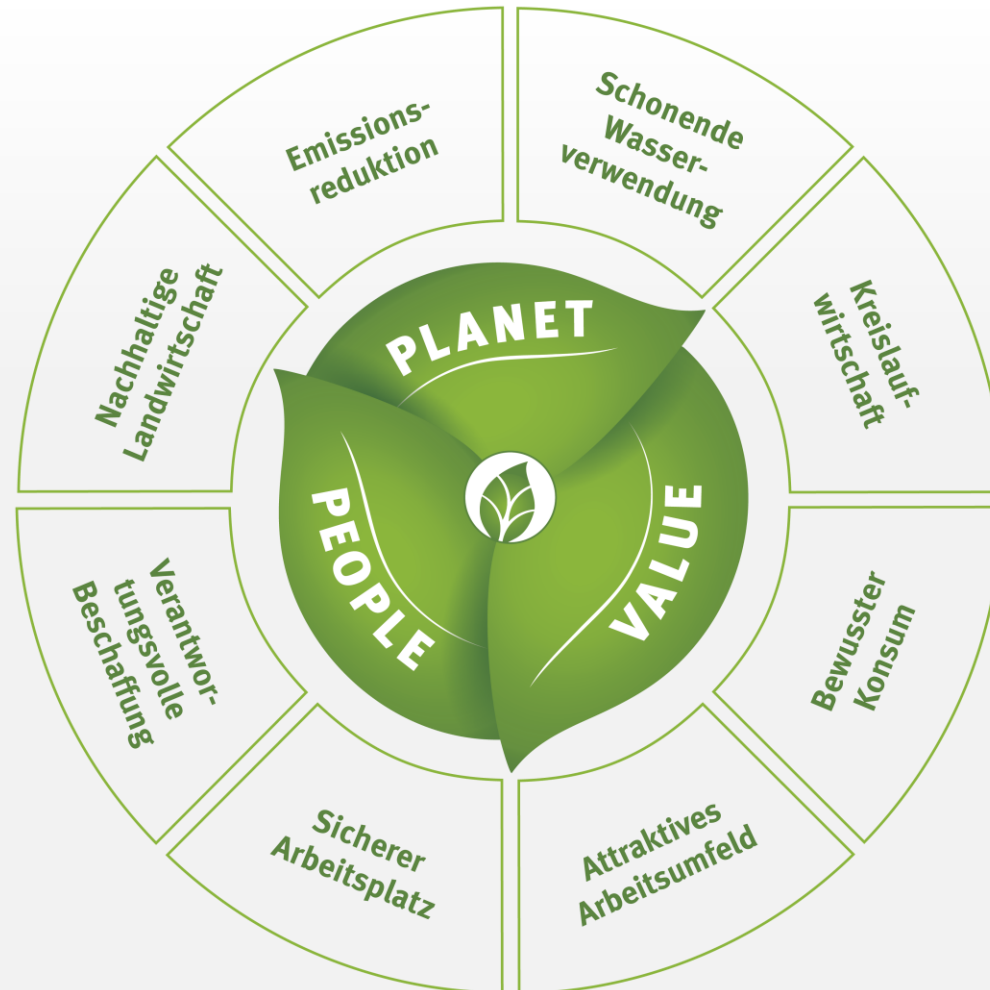 Emissions-
reduktion
Schonende
Wasser-
verwendung
Kreislauf-
wirtschaft
Bewusster
Konsum
Attraktives
Arbeitsumfeld
Sicherer
Arbeitsplatz
Verantwor-
tungsvolle
Beschaffung
Nachhaltige
Landwirtschaft
PLANET
VALUE
PEOPLE